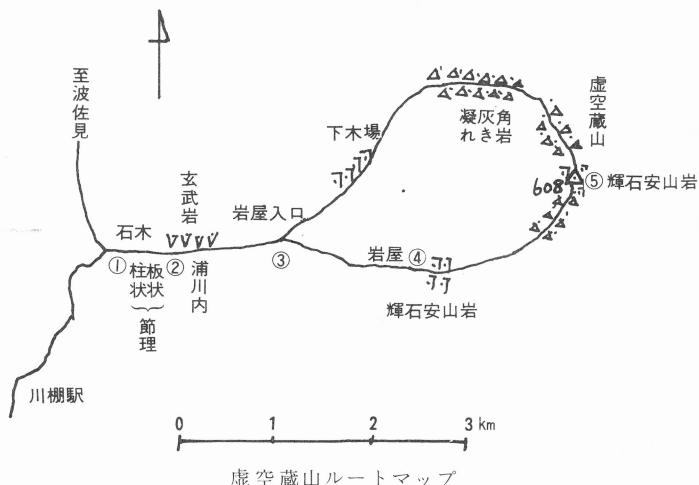 至波佐見
石木
①
柱状
板状
節理
②
玄武岩
浦川内
岩屋入口
③
下木場
凝灰角
れき岩
虚空蔵山
608
⑤輝石安山岩
岩屋④
輝石安山岩
川棚駅
0 1 2 3 km
虚空蔵山ルートマップ